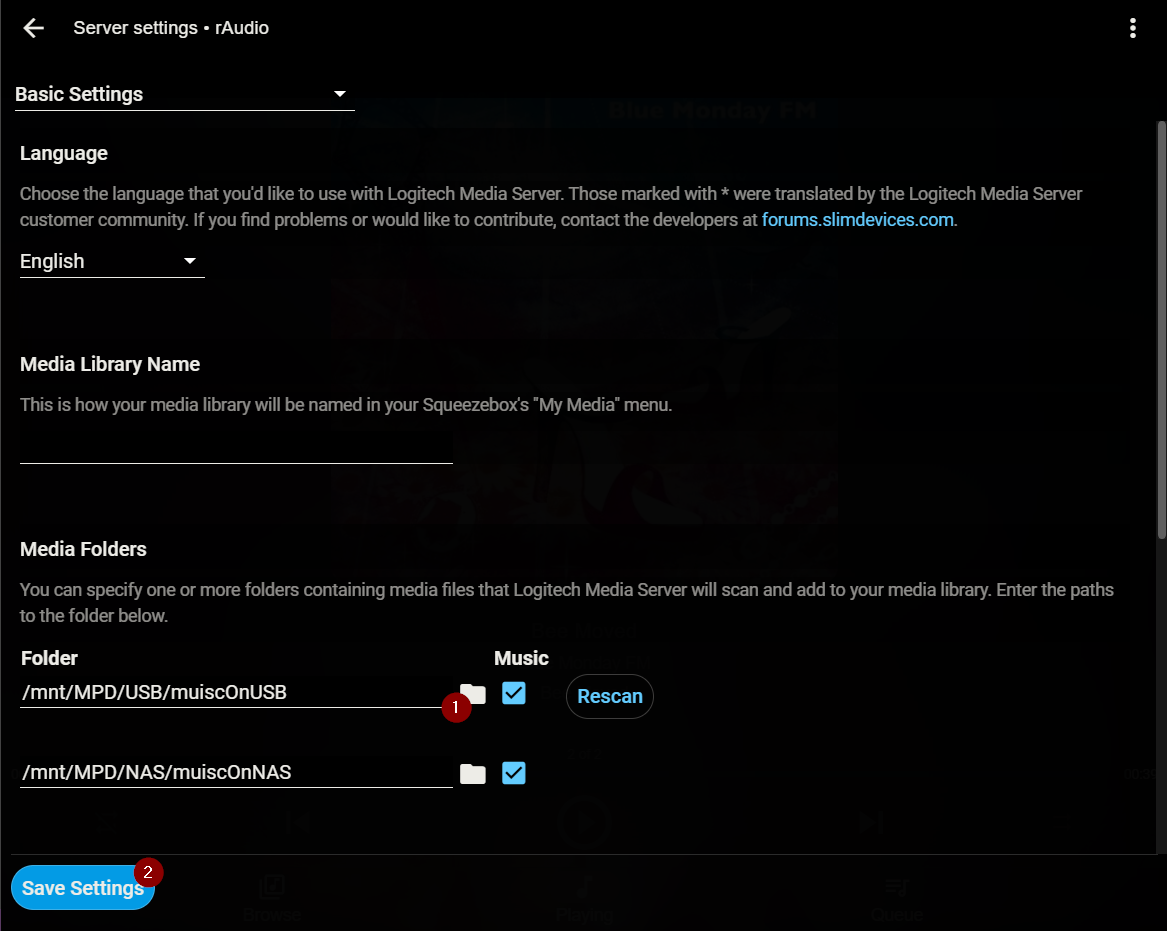 Server settings • rAudio
Basic Settings
Blue Monday FM
Language
Choose the language that you'd like to use with Logitech Media Server. Those marked with * were translated by the Logitech Media Server
customer community. If you find problems or would like to contribute, contact the developers at forums.slimdevices.com.
English
Media Library Name
This is how your media library will be named in your Squeezebox's "My Media" menu.
Media Folders
You can specify one or more folders containing media files that Logitech Media Server will scan and add to your media library. Enter the paths
to the folder below.
Folder Music
/mnt/MPD/USB/muiscOnUSB 1 Rescan
/mnt/MPD/NAS/muiscOnNAS
Save Settings 2
Browse Playing Queue